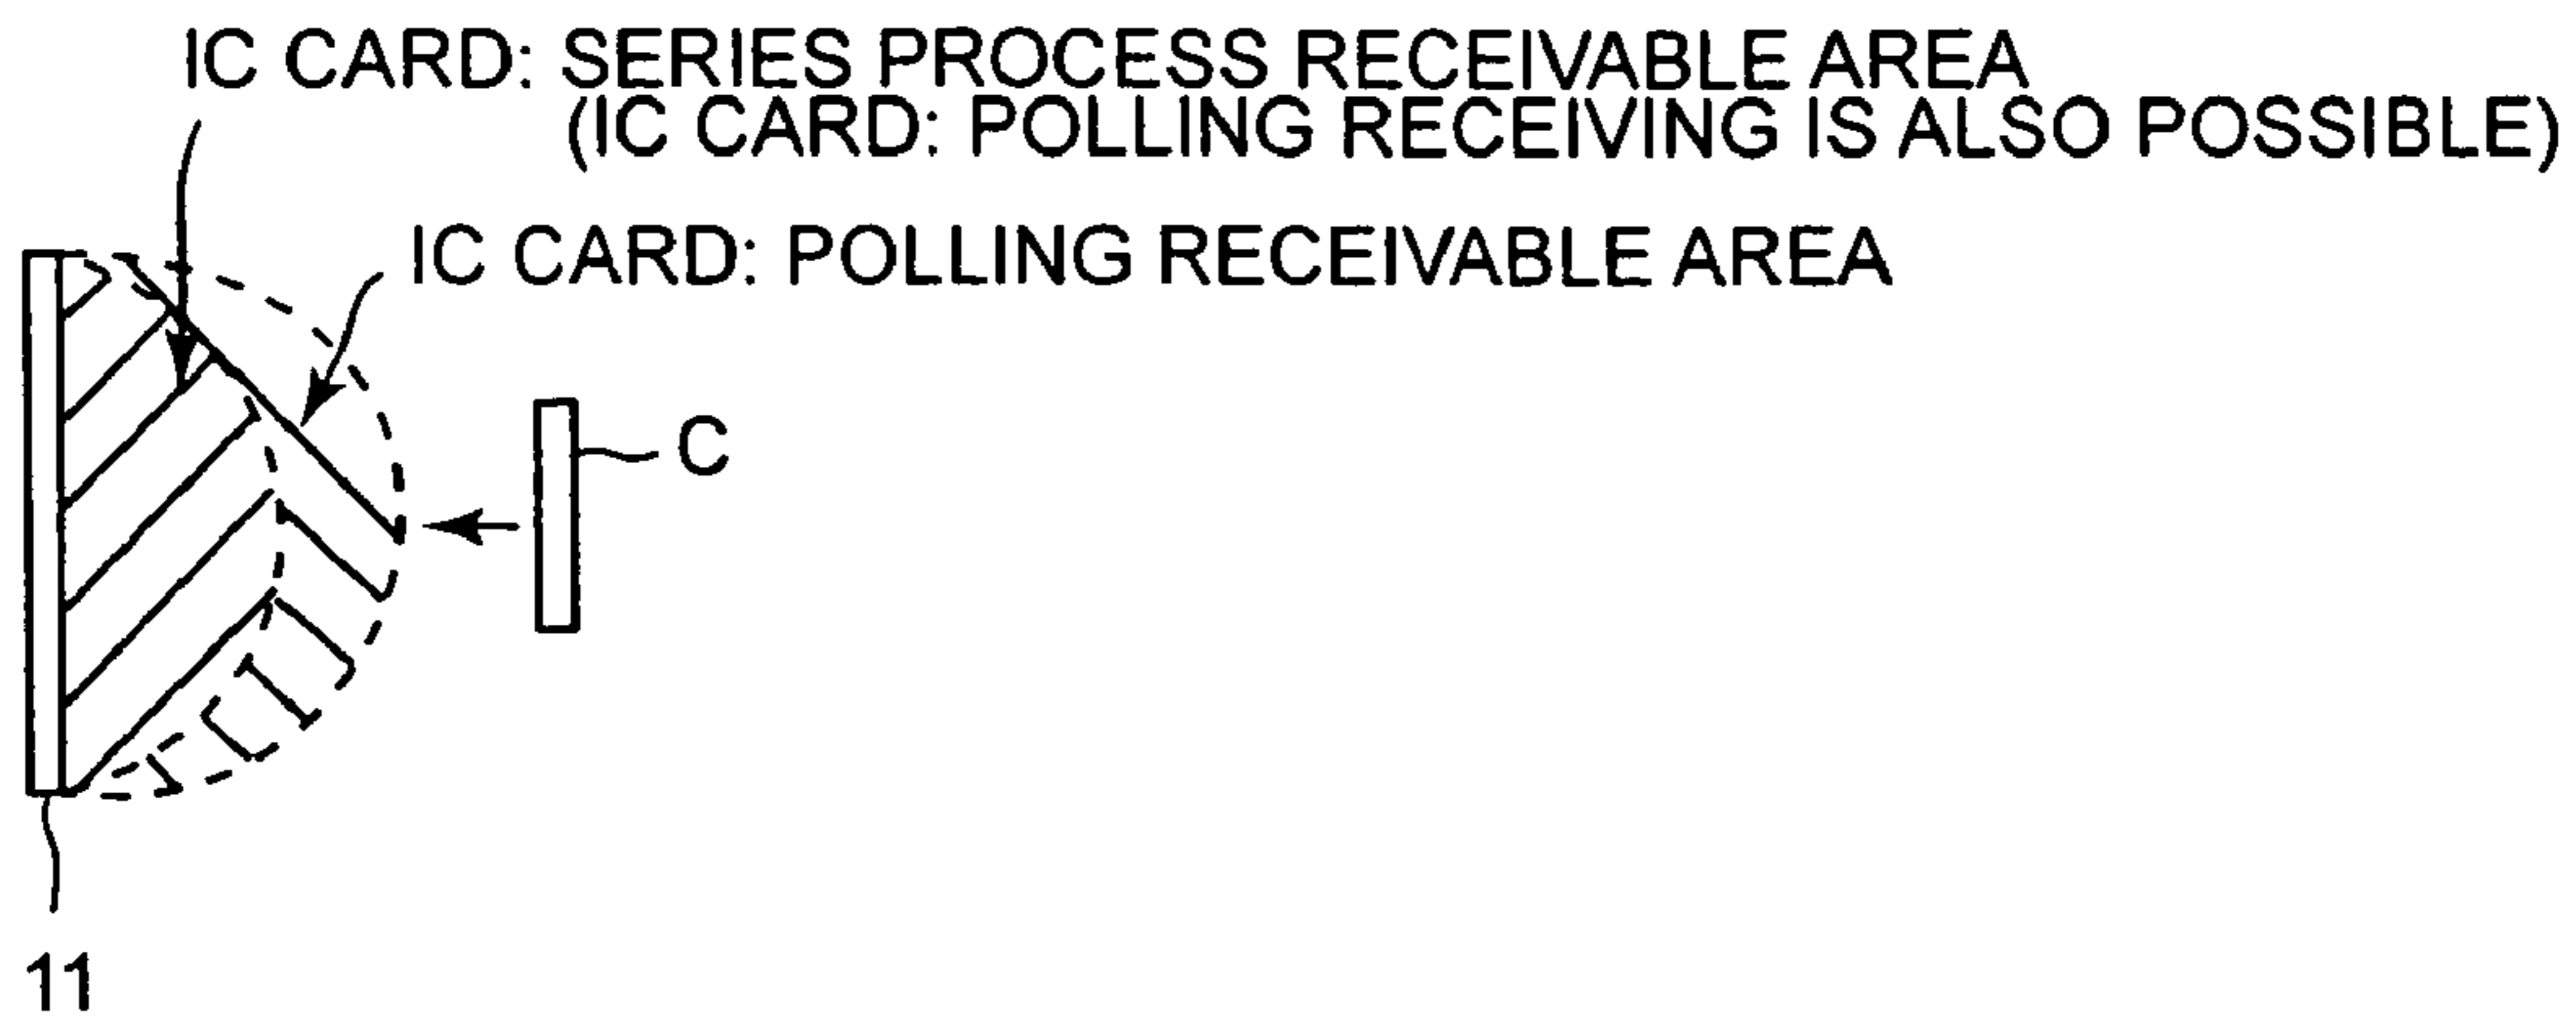 IC CARD: SERIES PROCESS RECEIVABLE AREA
(IC CARD: POLLING RECEIVING IS ALSO POSSIBLE)
IC CARD: POLLING RECEIVABLE AREA
C
11